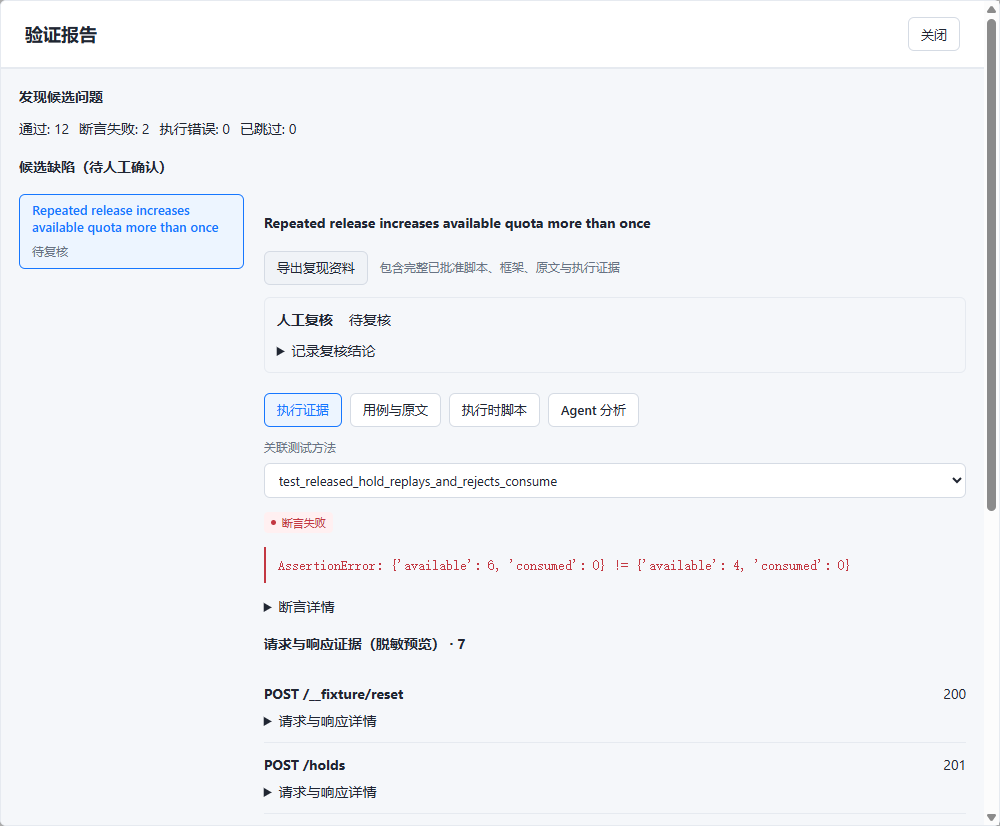 验证报告
关闭
发现候选问题
通过: 12 断言失败: 2 执行错误: 0 已跳过: 0
候选缺陷（待人工确认）
Repeated release increases
available quota more than once
待复核
Repeated release increases available quota more than once
导出复现资料
包含完整已批准脚本、框架、原文与执行证据
人工复核 待复核
记录复核结论
执行证据
用例与原文
执行时脚本
Agent 分析
关联测试方法
test_released_hold_replays_and_rejects_consume
断言失败
AssertionError: {'available': 6, 'consumed': 0} != {'available': 4, 'consumed': 0}
断言详情
请求与响应证据（脱敏预览） · 7
POST /__fixture/reset
200
请求与响应详情
POST /holds
201
请求与响应详情